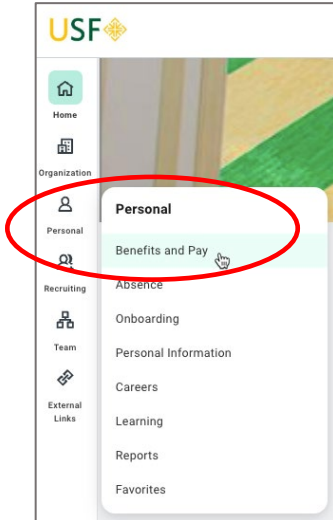 USF
Home
Organization
Personal
Recruiting
Team
External
Links
Personal
Benefits and Pay
Absence
Onboarding
Personal Information
Careers
Learning
Reports
Favorites